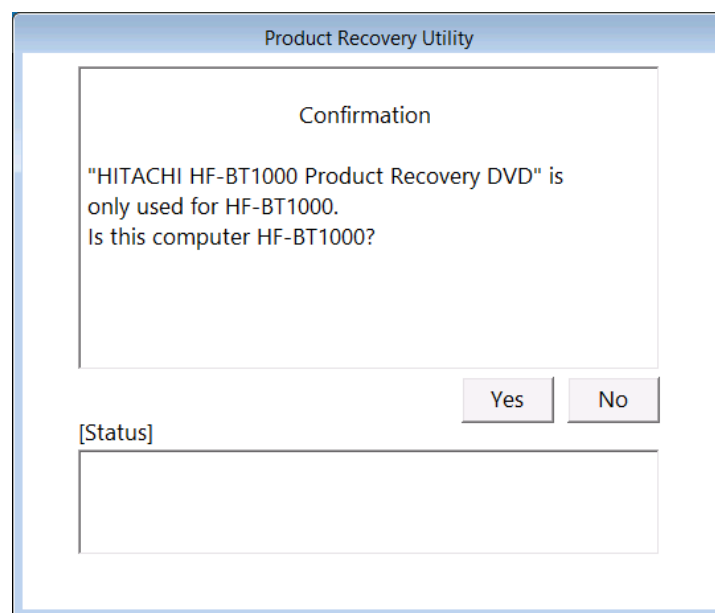 Product Recovery Utility
Confirmation
"HITACHI HF-BT1000 Product Recovery DVD" is
only used for HF-BT1000.
Is this computer HF-BT1000?
Yes No
[Status]